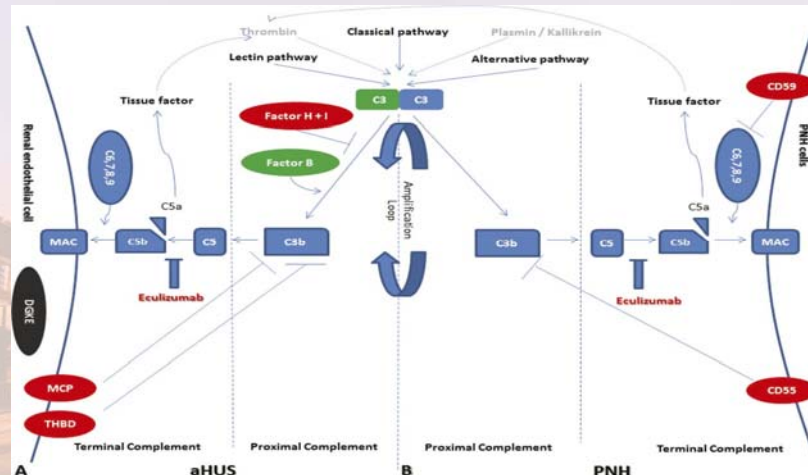 Thrombin
Classical pathway
Plasmin / Kallikrein
Lectin pathway
Alternative pathway
C3
C3
CD59
Tissue factor
Tissue factor
Factor H + I
Renal endothelial cell
PNH cells
C6,7,8,9
C6,7,8,9
Factor B
Amplification
Loop
C5a
C5a
MAC
C5b
C5
C3b
C3b
C5
C5b
MAC
Eculizumab
Eculizumab
DGKE
MCP
CD55
THBD
Terminal Complement
Proximal Complement
Proximal Complement
Terminal Complement
A
aHUS
B
PNH